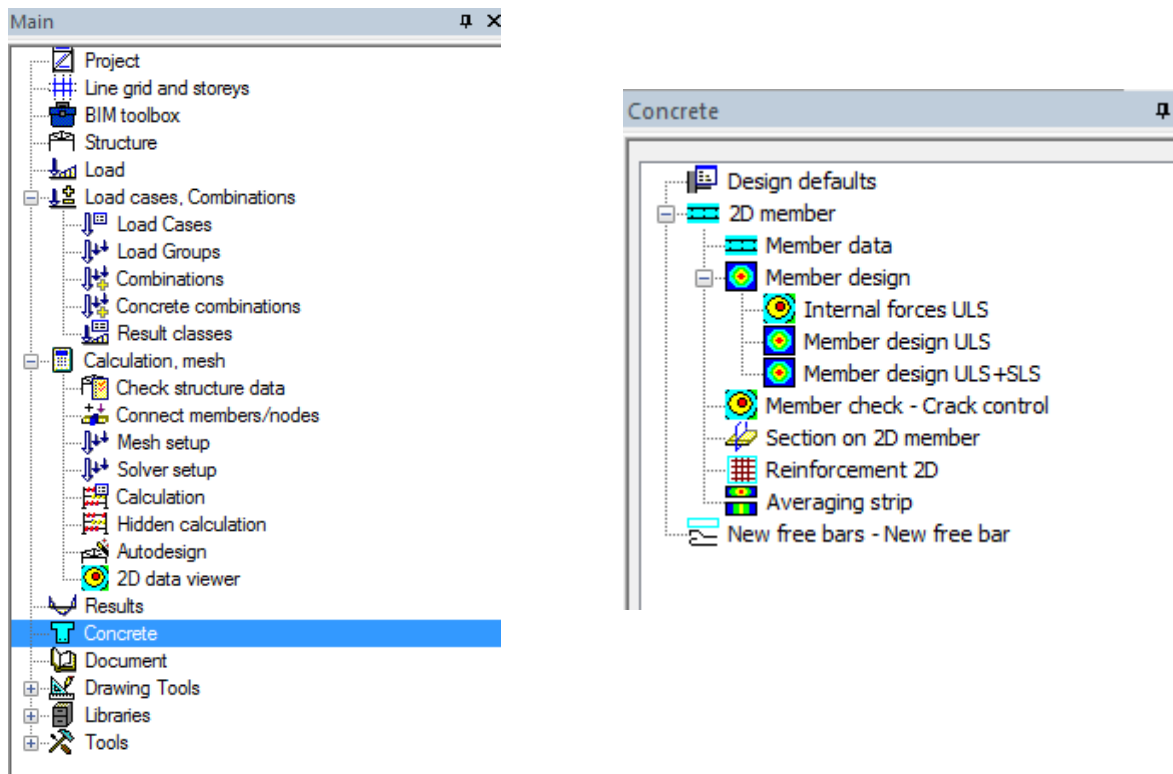 Main
Project
Line grid and storeys
BIM toolbox
Structure
Load
Load cases, Combinations
Load Cases
Load Groups
Combinations
Concrete combinations
Result classes
Calculation, mesh
Check structure data
Connect members/nodes
Mesh setup
Solver setup
Calculation
Hidden calculation
Autodesign
2D data viewer
Results
Concrete
Document
Drawing Tools
Libraries
Tools
Concrete
Design defaults
2D member
Member data
Member design
Internal forces ULS
Member design ULS
Member design ULS+SLS
Member check - Crack control
Section on 2D member
Reinforcement 2D
Averaging strip
New free bars - New free bar